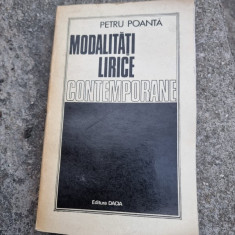 PETRU POANTĂ
MODALITĂȚI
LIRICE
CONTEMPORANE
Editura DACIA